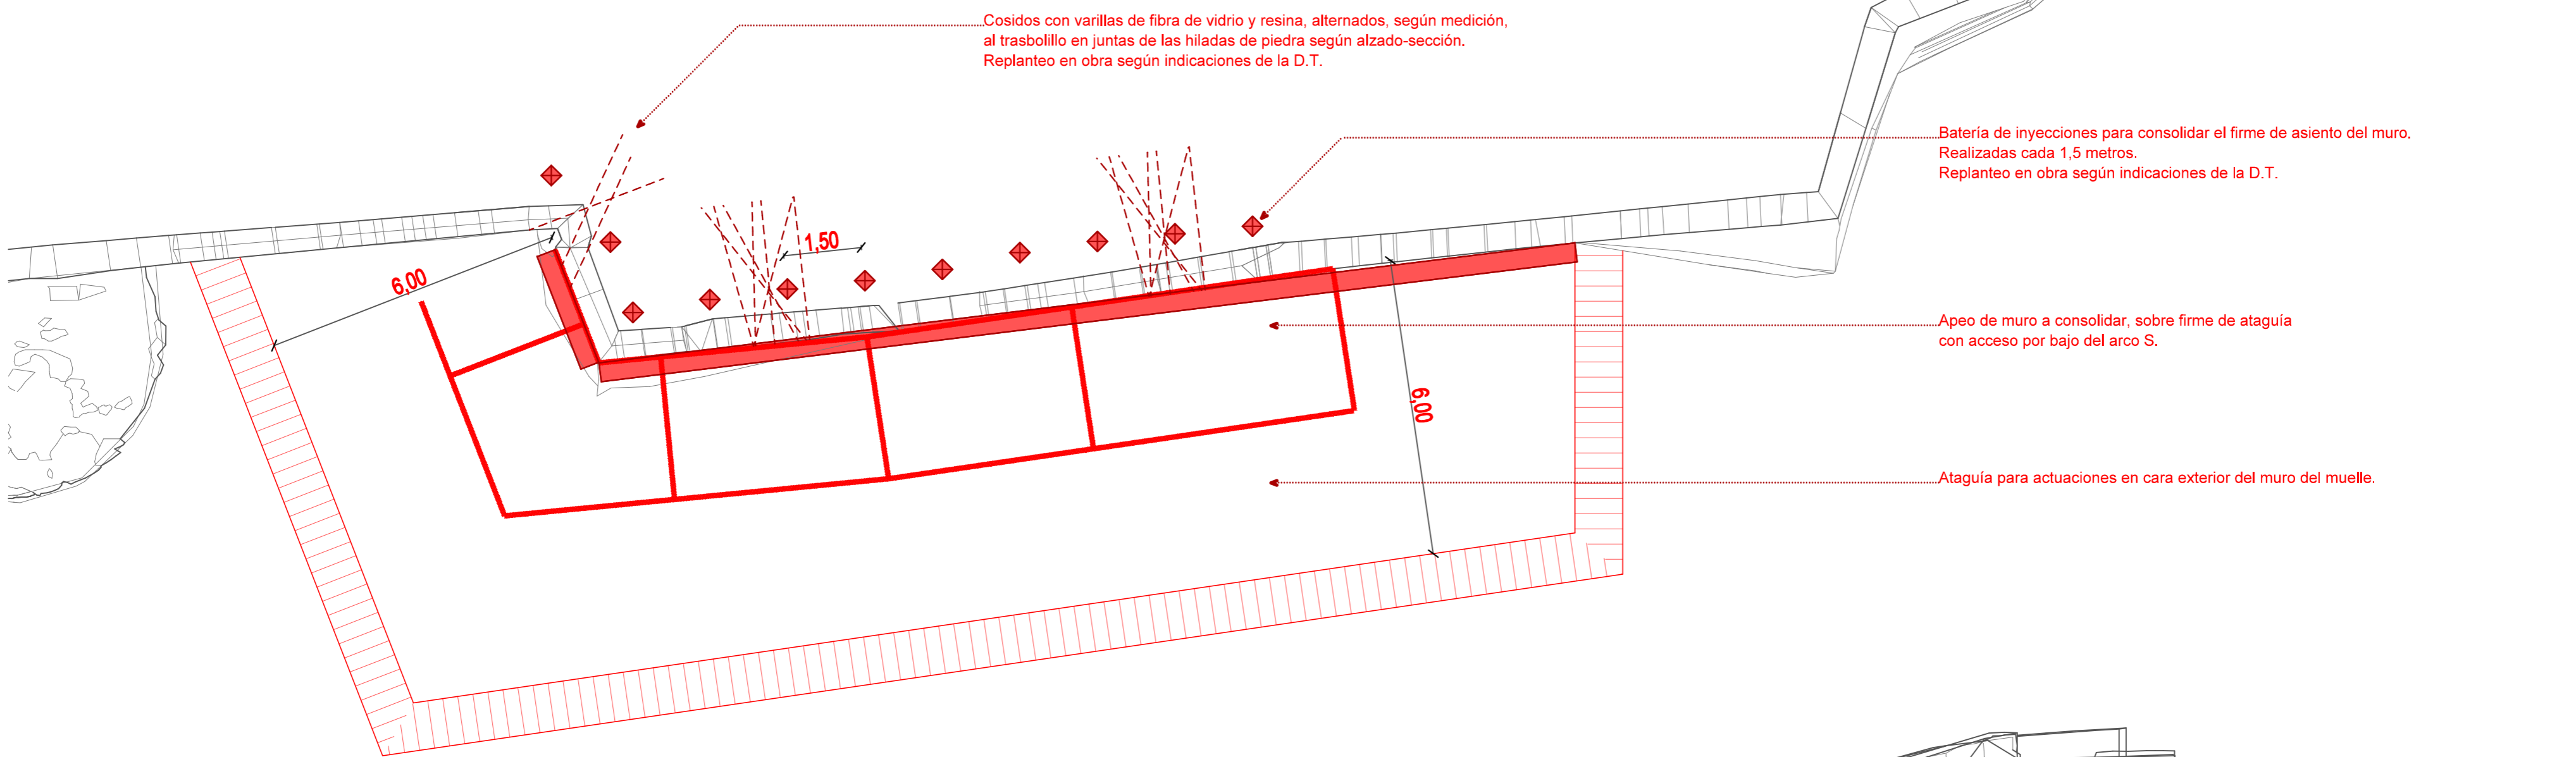 Cosidos con varillas de fibra de vidrio y resina, alternados, según medición,
al trasbolillo en juntas de las hiladas de piedra según alzado-sección.
Replanteo en obra según indicaciones de la D.T.
Batería de inyecciones para consolidar el firme de asiento del muro.
Realizadas cada 1,5 metros.
Replanteo en obra según indicaciones de la D.T.
1,50
6,00
Apeo de muro a consolidar, sobre firme de ataguía
con acceso por bajo del arco S.
6,00
Ataguía para actuaciones en cara exterior del muro del muelle.